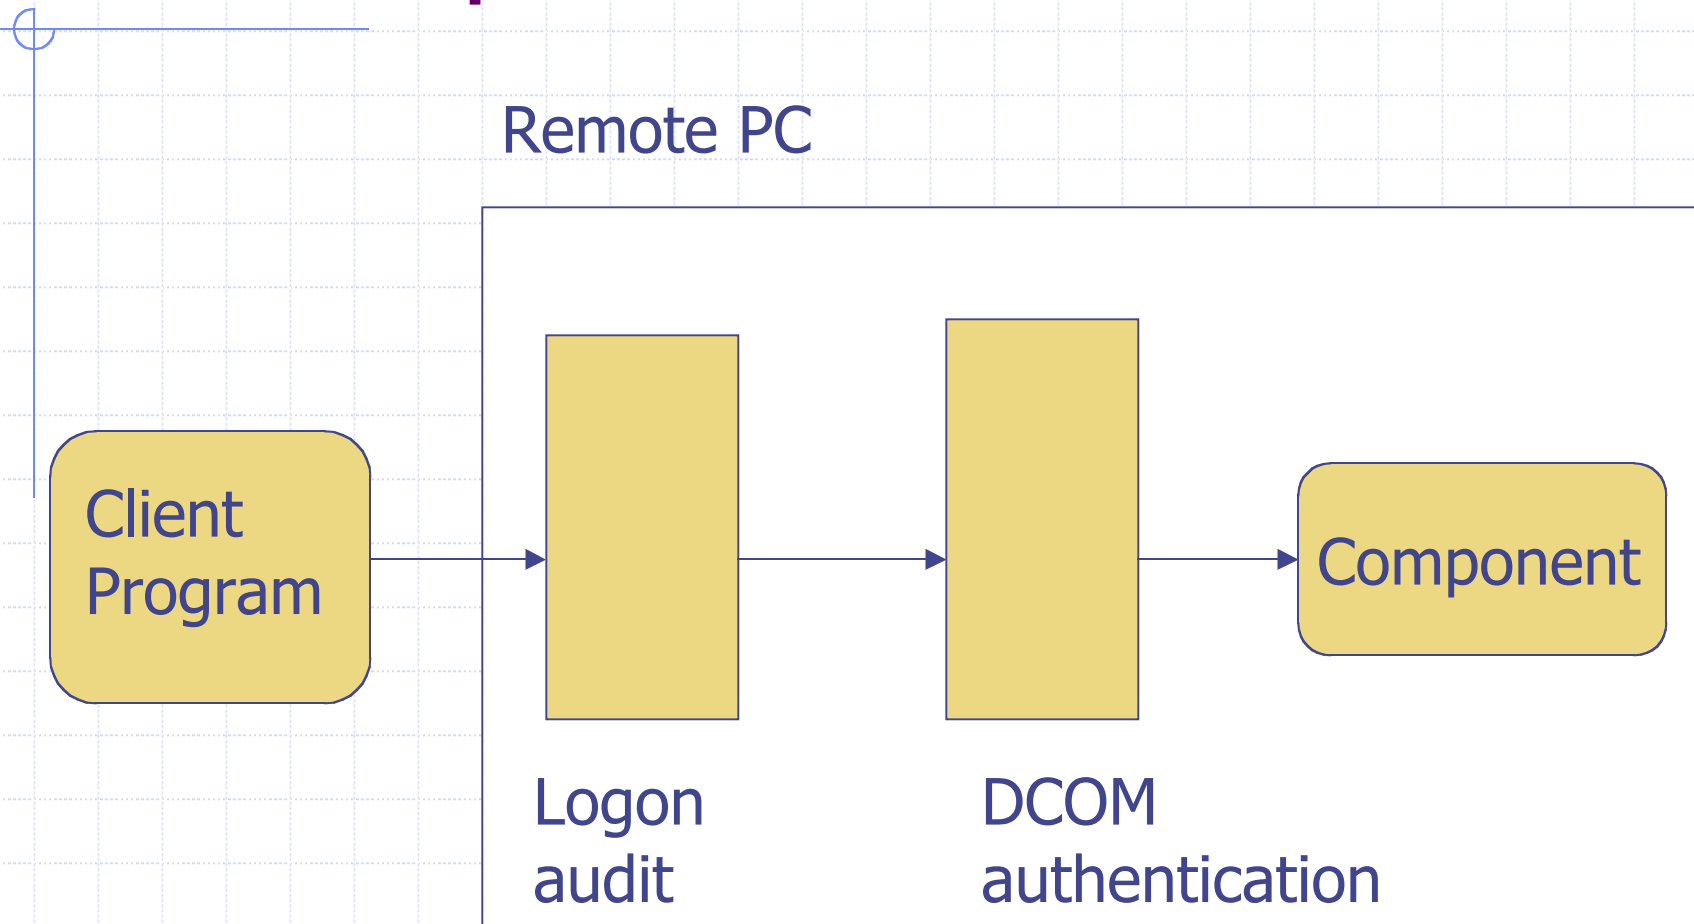 Remote PC
Client
Program
Component
Logon
audit
DCOM
authentication